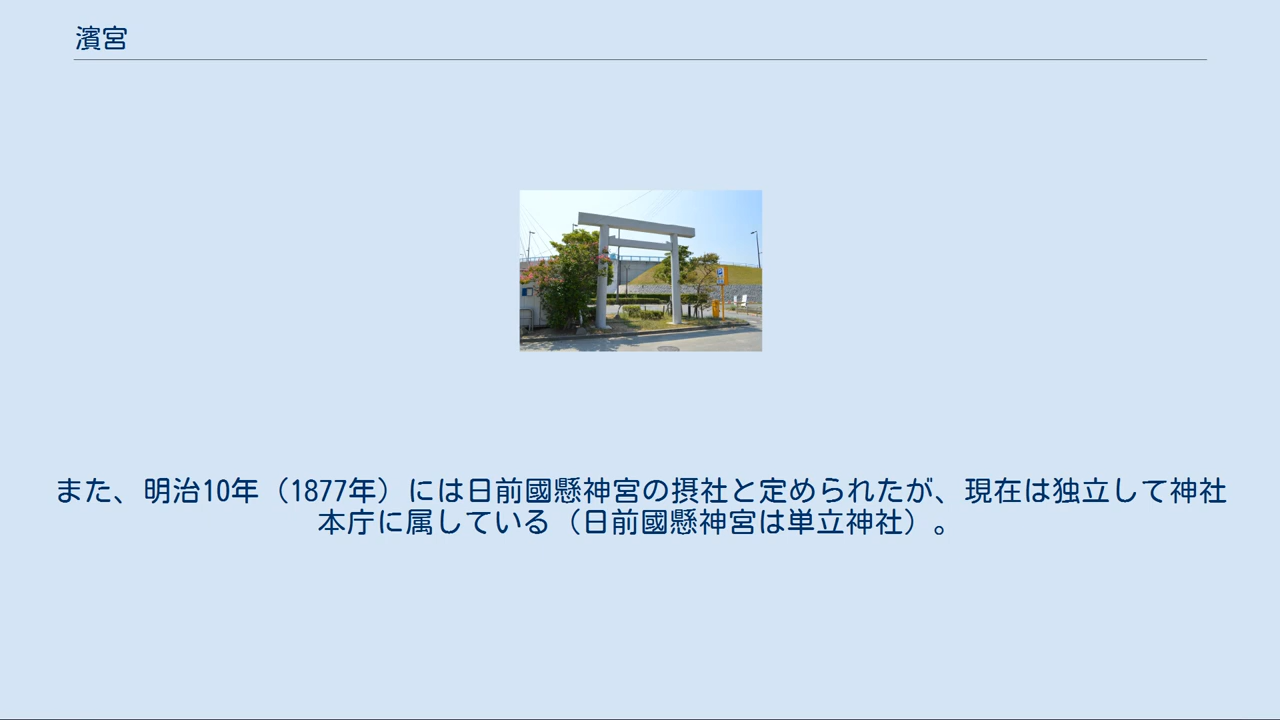 濱宮
また、明治10年（1877年）には日前國懸神宮の摂社と定められたが、現在は独立して神社
本庁に属している（日前國懸神宮は単立神社）。